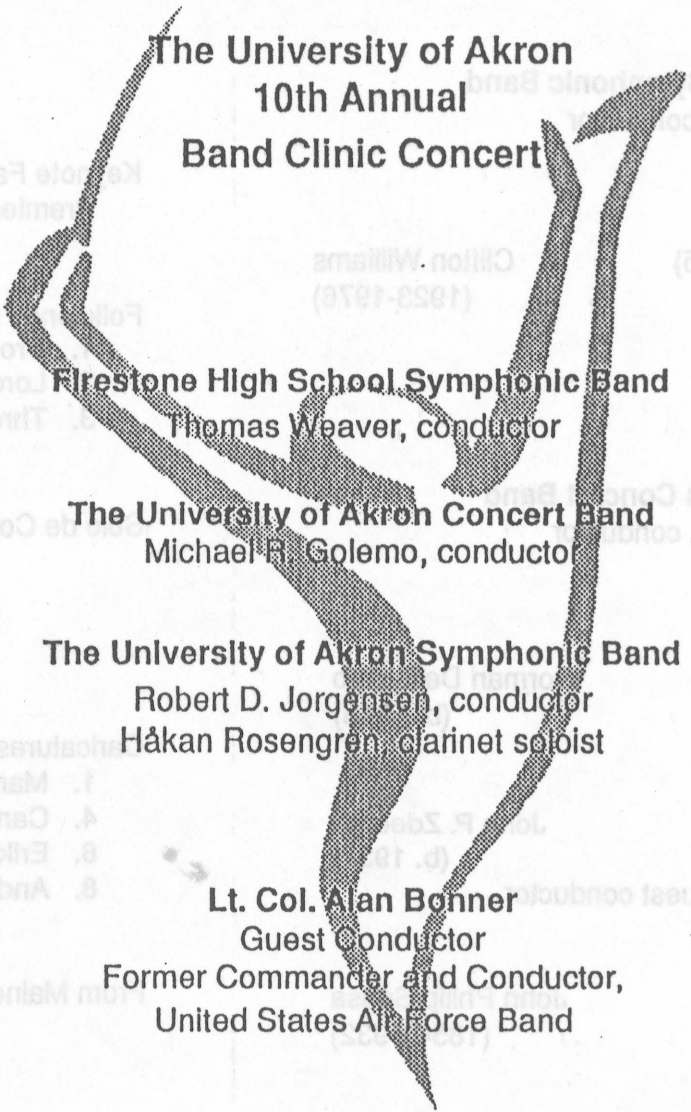 The University of Akron
10th Annual
Band Clinic Concert
Firestone High School Symphonic Band
Thomas Weaver, conductor
The University of Akron Concert Band
Michael R. Golemo, conductor
The University of Akron Symphonic Band
Robert D. Jorgensen, conductor
Håkan Rosengren, clarinet soloist
Lt. Col. Alan Bonner
Guest Conductor
Former Commander and Conductor,
United States Air Force Band